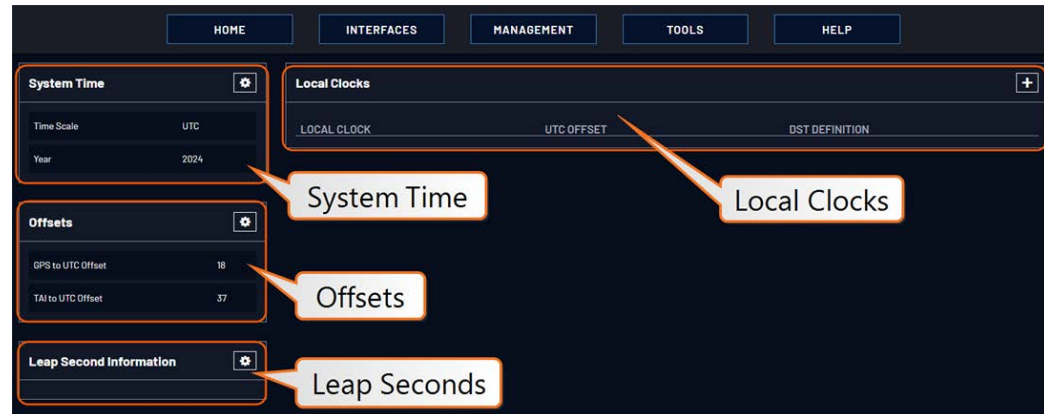 HOME INTERFACES MANAGEMENT TOOLS HELP
System Time
Time Scale UTC
Year 2024
System Time
Offsets
GPS to UTC Offset 18
TAI to UTC Offset 37
Offsets
Leap Second Information
Leap Seconds
Local Clocks
LOCAL CLOCK UTC OFFSET DST DEFINITION
Local Clocks